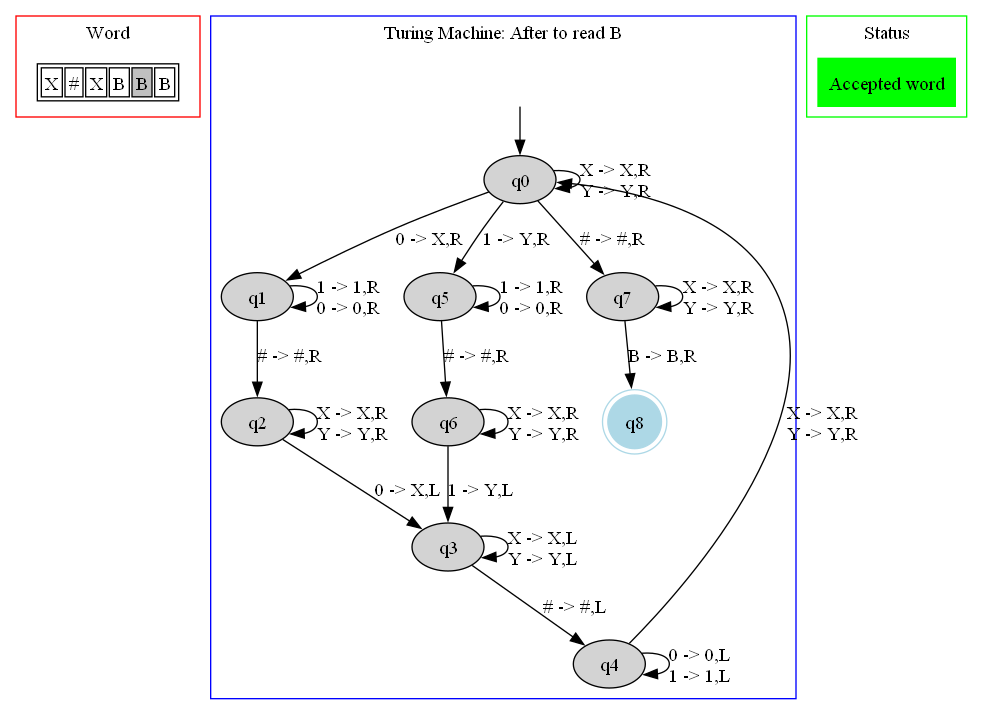 Word
X # X B B B
Turing Machine: After to read B
Status
Accepted word
q0
X -> X,R
Y -> Y,R
0 -> X,R
1 -> Y,R
# -> #,R
q1
1 -> 1,R
0 -> 0,R
q5
1 -> 1,R
0 -> 0,R
q7
X -> X,R
Y -> Y,R
# -> #,R
# -> #,R
B -> B,R
q2
X -> X,R
Y -> Y,R
q6
X -> X,R
Y -> Y,R
q8
X -> X,R
Y -> Y,R
0 -> X,L
1 -> Y,L
q3
X -> X,L
Y -> Y,L
# -> #,L
q4
0 -> 0,L
1 -> 1,L